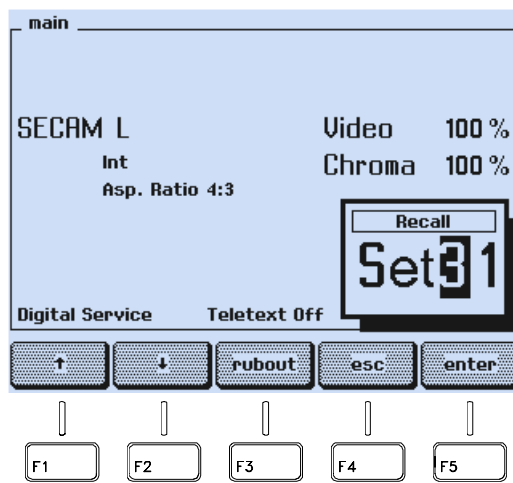 main
SECAM L
Video 100 %
Int
Chroma 100 %
Asp. Ratio 4:3
Recall
Set31
Digital Service Teletext Off
↑ ↓ rubout esc enter
F1 F2 F3 F4 F5